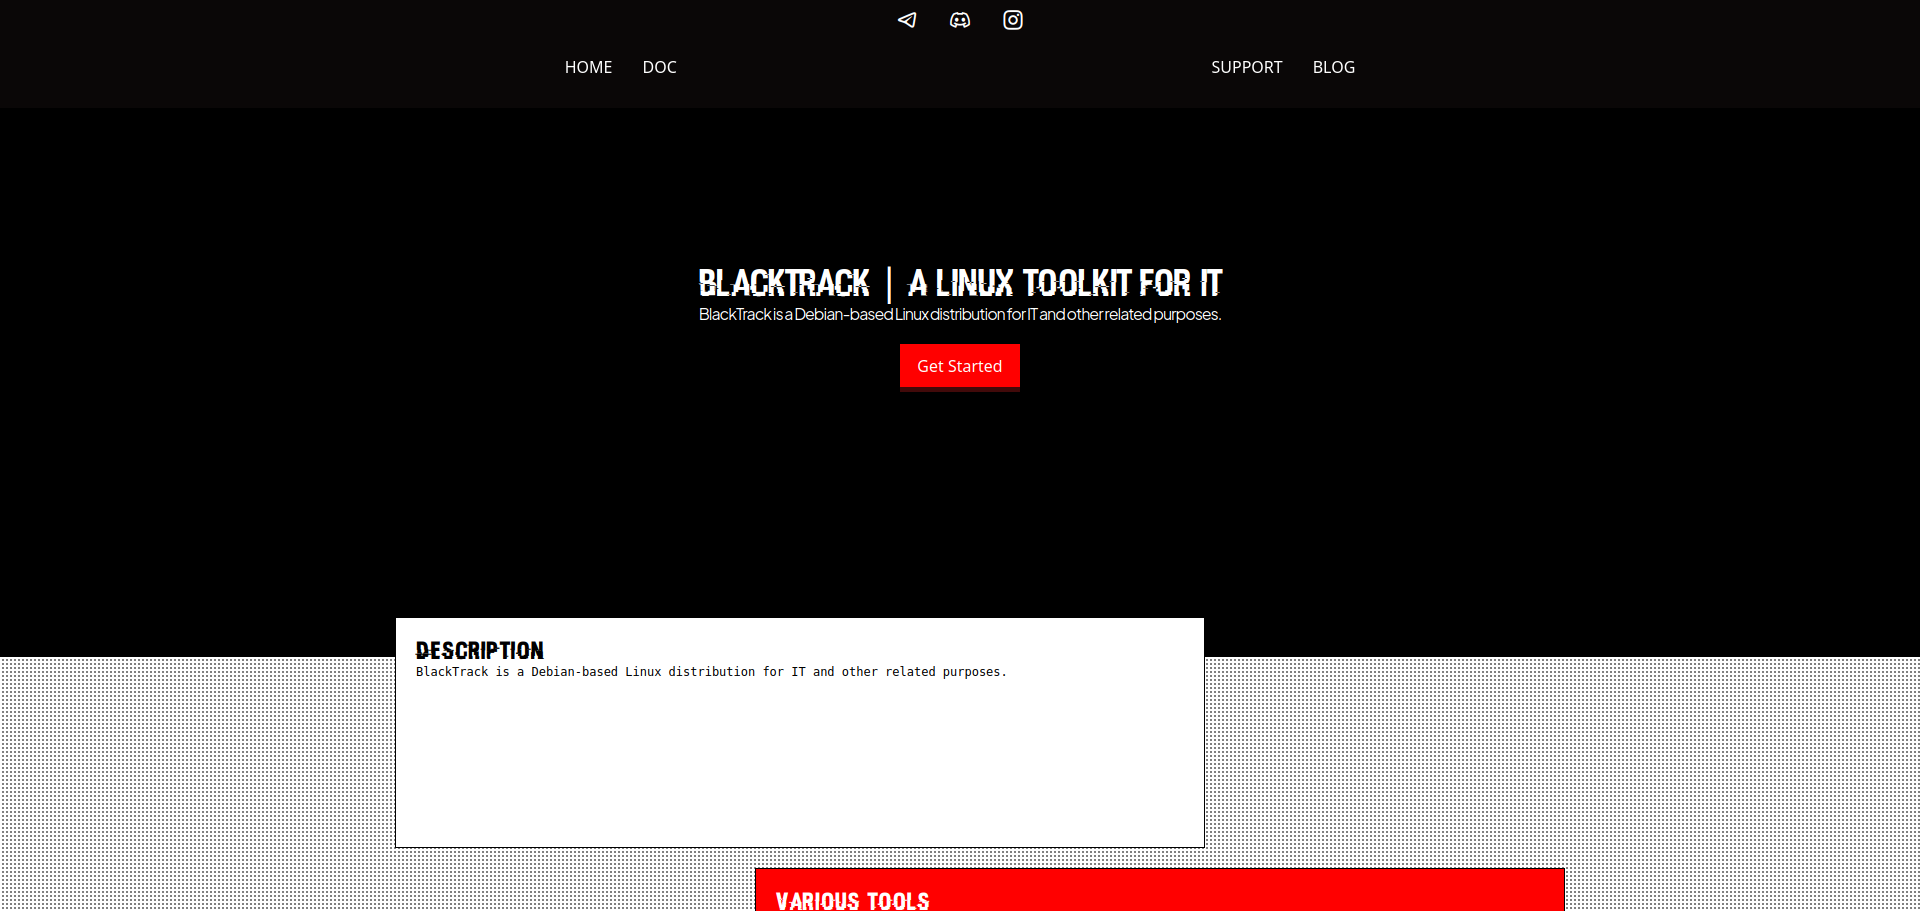 HOME DOC SUPPORT BLOG
BLACKTRACK | A LINUX TOOLKIT FOR IT
BlackTrack is a Debian-based Linux distribution for IT and other related purposes.
Get Started
DESCRIPTION
BlackTrack is a Debian-based Linux distribution for IT and other related purposes.
VARIOUS TOOLS